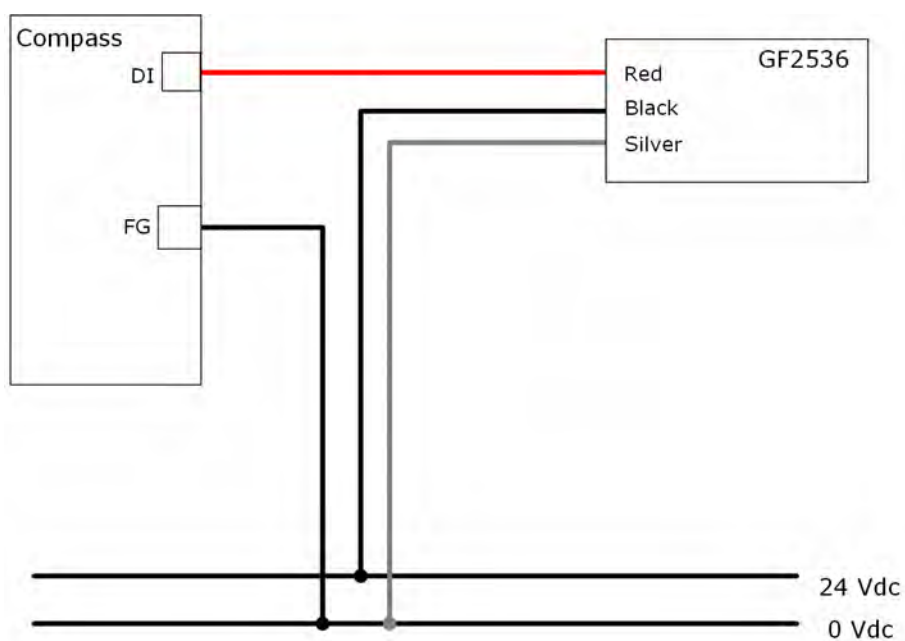 Compass
DI
FG
GF2536
Red
Black
Silver
24 Vdc
0 Vdc